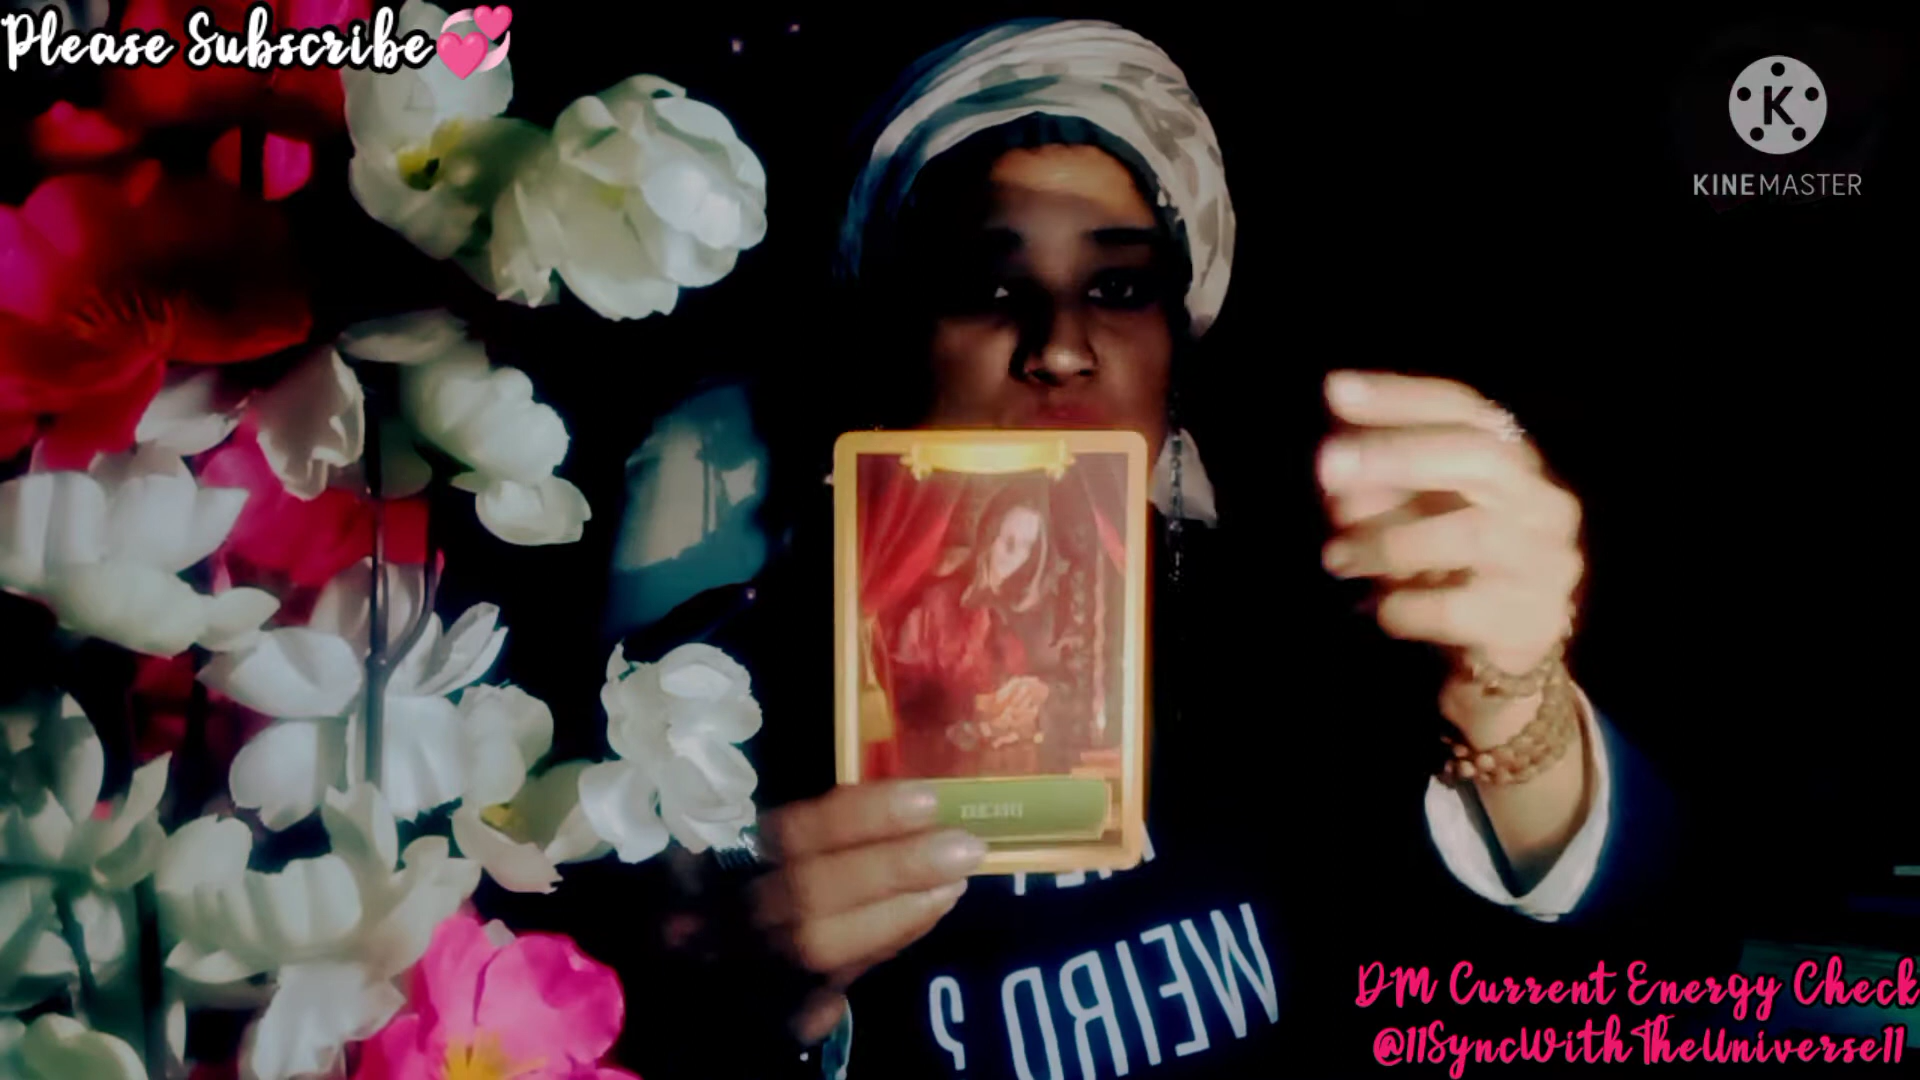 Please Subscribe💞
K
KINEMASTER
WEIRD ?
DM Current Energy Check
@11SyncWithTheUniverse11